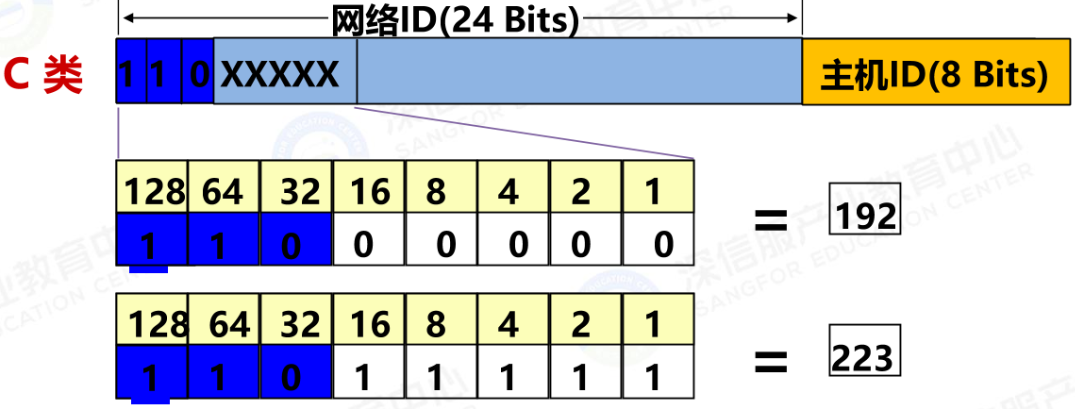 网络ID(24 Bits)
C 类 1 1 0 XXXXX 主机ID(8 Bits)
128 64 32 16 8 4 2 1
1 1 0 0 0 0 0 0 = 192
128 64 32 16 8 4 2 1
1 1 0 1 1 1 1 1 = 223
深信服产业教育中心
SANGFOR EDUCATION CENTER